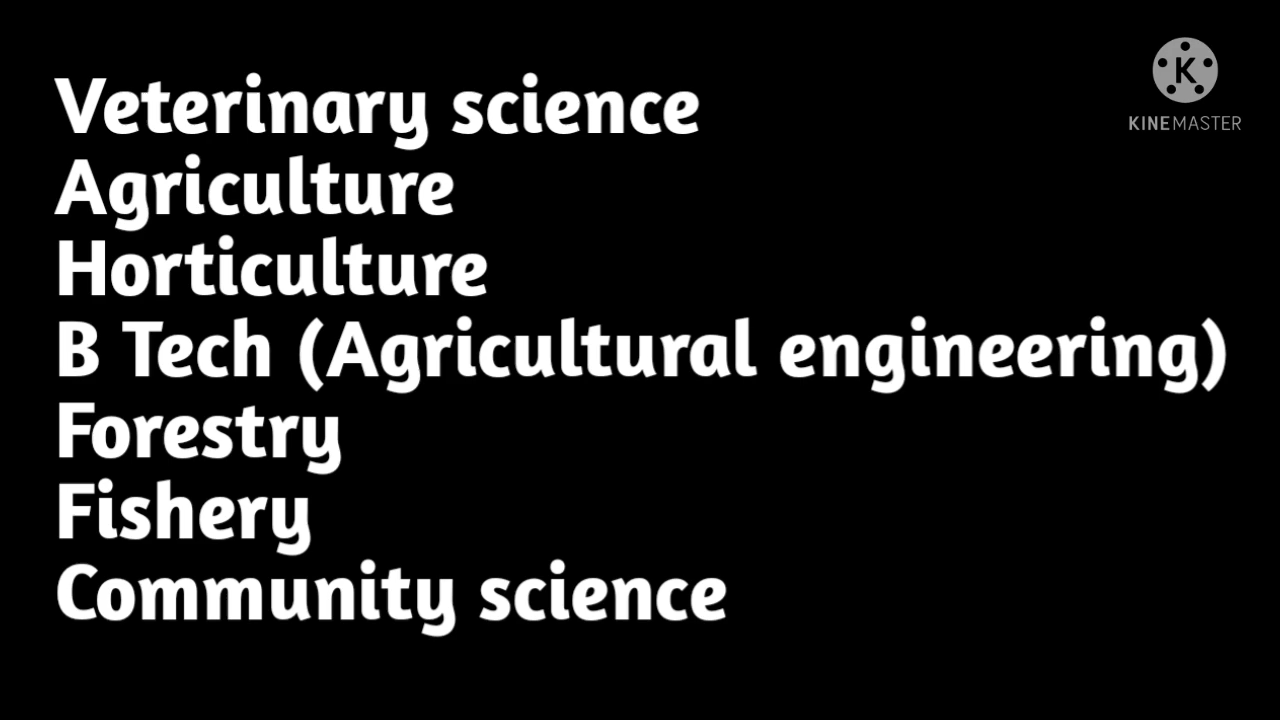 Veterinary science
Agriculture
Horticulture
B Tech (Agricultural engineering)
Forestry
Fishery
Community science
K
KINEMASTER